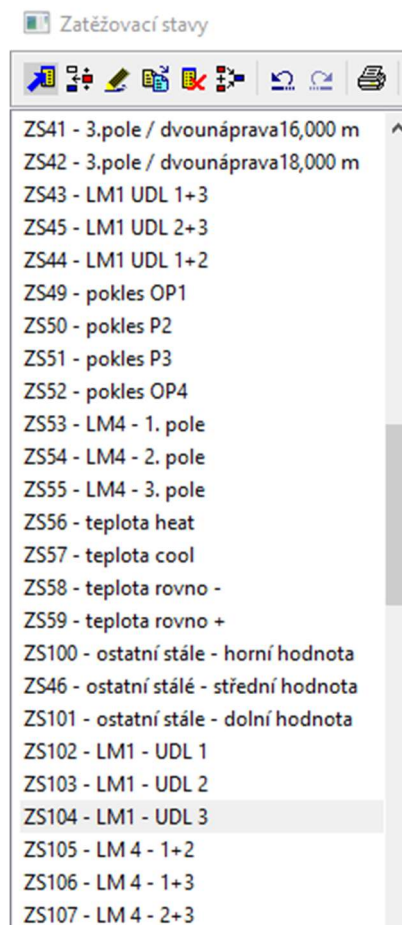 Zatěžovací stavy
ZS41 - 3.pole / dvounáprava16,000 m
ZS42 - 3.pole / dvounáprava18,000 m
ZS43 - LM1 UDL 1+3
ZS45 - LM1 UDL 2+3
ZS44 - LM1 UDL 1+2
ZS49 - pokles OP1
ZS50 - pokles P2
ZS51 - pokles P3
ZS52 - pokles OP4
ZS53 - LM4 - 1. pole
ZS54 - LM4 - 2. pole
ZS55 - LM4 - 3. pole
ZS56 - teplota heat
ZS57 - teplota cool
ZS58 - teplota rovno -
ZS59 - teplota rovno +
ZS100 - ostatní stále - horní hodnota
ZS46 - ostatní stálé - střední hodnota
ZS101 - ostatní stále - dolní hodnota
ZS102 - LM1 - UDL 1
ZS103 - LM1 - UDL 2
ZS104 - LM1 - UDL 3
ZS105 - LM 4 - 1+2
ZS106 - LM 4 - 1+3
ZS107 - LM 4 - 2+3